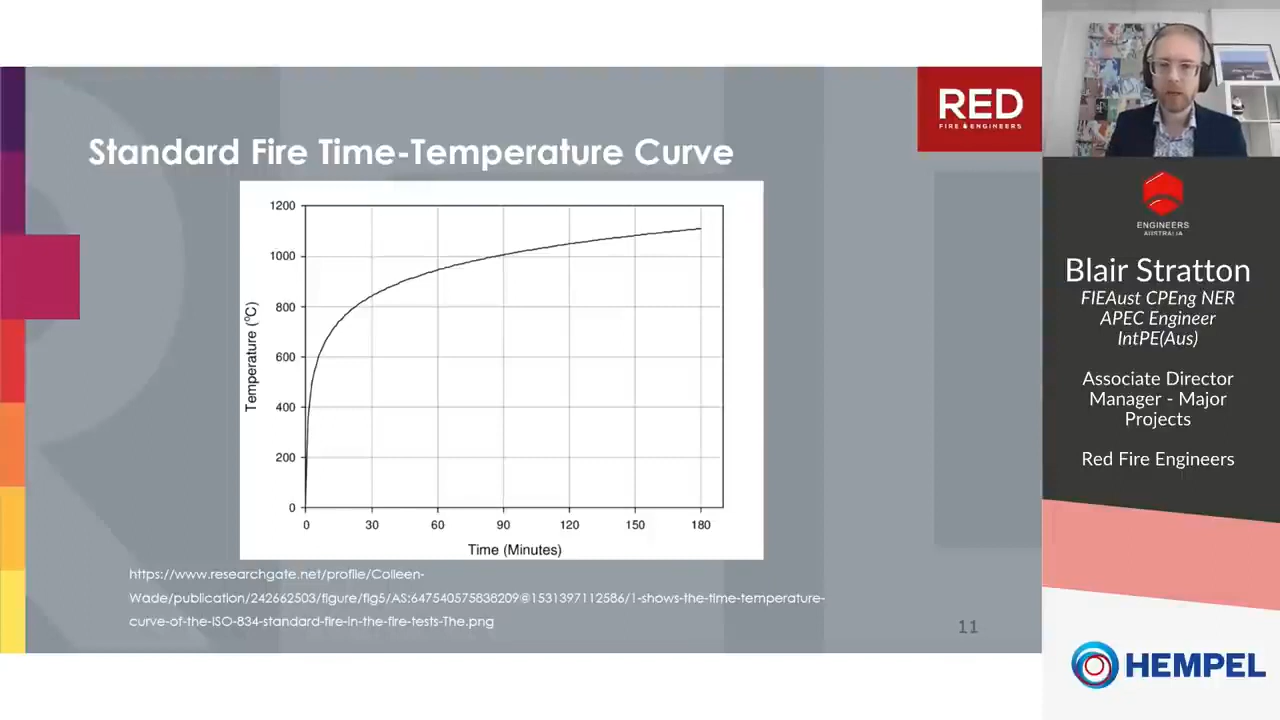 RED
FIRE ENGINEERS
Standard Fire Time-Temperature Curve
1200
1000
800
600
400
200
0
Temperature (°C)
0 30 60 90 120 150 180
Time (Minutes)
https://www.researchgate.net/profile/Colleen-
Wade/publication/242662503/figure/fig5/AS:647540575838209@1531397112586/1-shows-the-time-temperature-
curve-of-the-ISO-834-standard-fire-in-the-fire-tests-The.png
11
ENGINEERS
AUSTRALIA
Blair Stratton
FIEAust CPEng NER
APEC Engineer
IntPE(Aus)
Associate Director
Manager - Major
Projects
Red Fire Engineers
HEMPEL